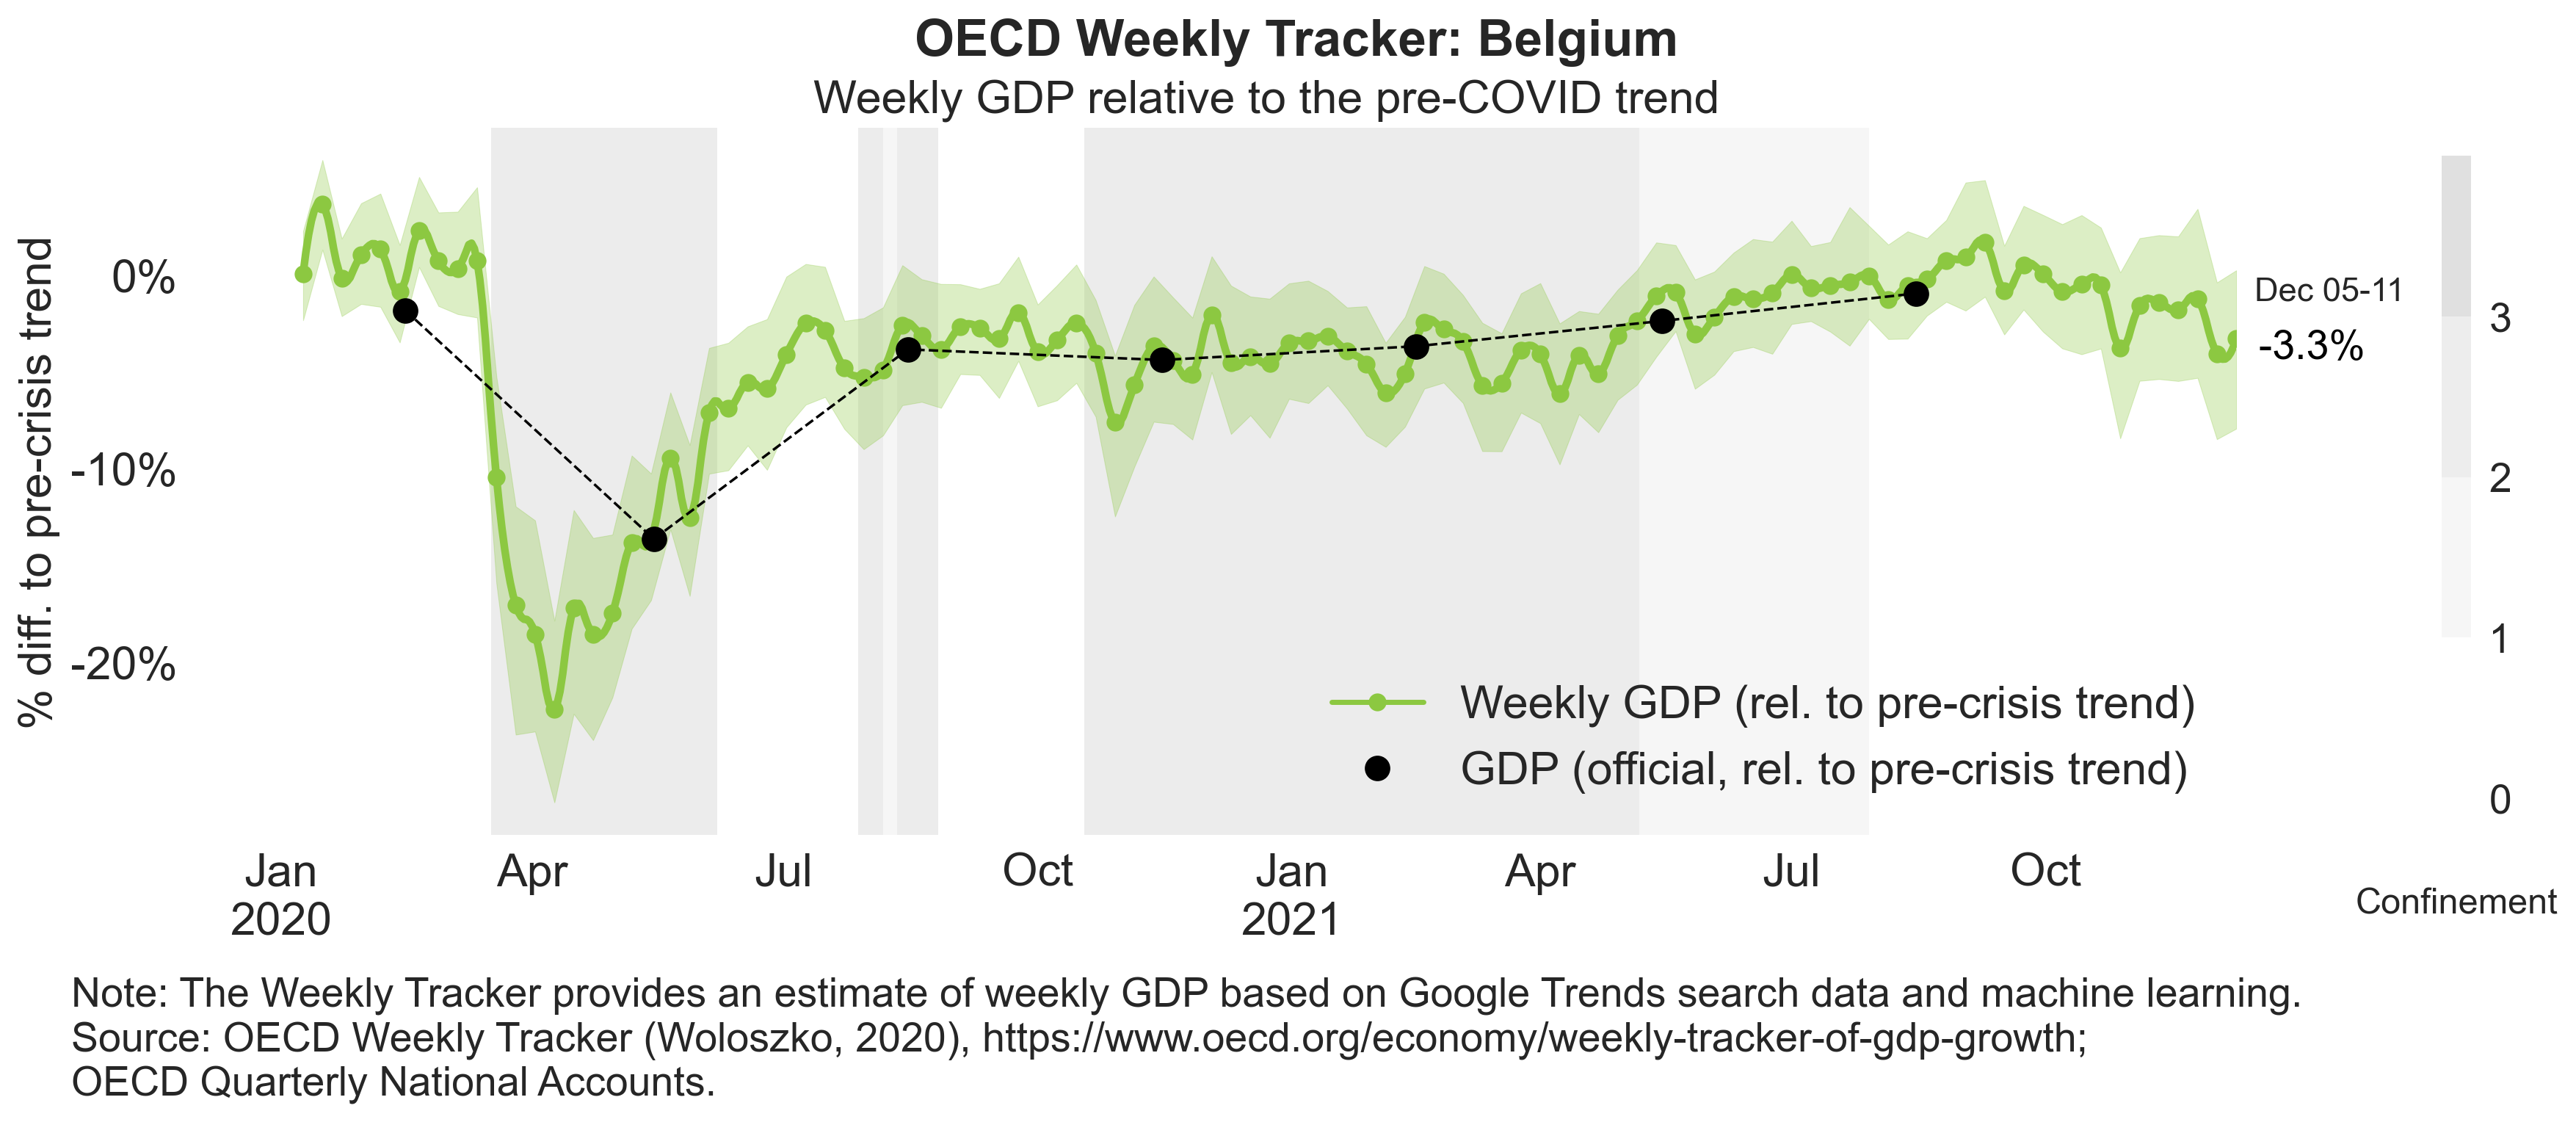 OECD Weekly Tracker: Belgium
Weekly GDP relative to the pre-COVID trend
% diff. to pre-crisis trend
0%
-10%
-20%
Dec 05-11
-3.3%
3
2
1
0
Confinement
Weekly GDP (rel. to pre-crisis trend)
GDP (official, rel. to pre-crisis trend)
Jan Apr Jul Oct Jan Apr Jul Oct
2020 2021
Note: The Weekly Tracker provides an estimate of weekly GDP based on Google Trends search data and machine learning.
Source: OECD Weekly Tracker (Woloszko, 2020), https://www.oecd.org/economy/weekly-tracker-of-gdp-growth;
OECD Quarterly National Accounts.